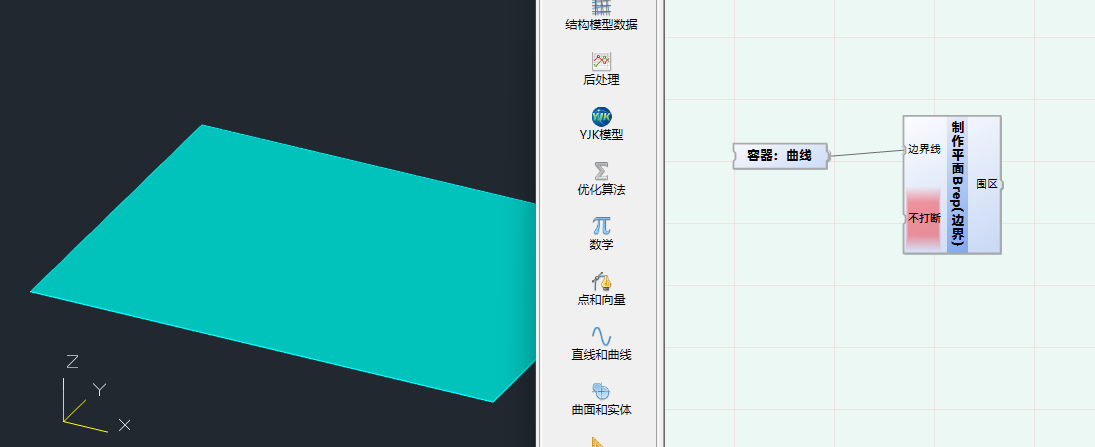 结构模型数据
后处理
YJK
YJK模型
优化算法
数学
点和向量
直线和曲线
曲面和实体
Z
Y
X
容器：曲线
边界线
不打断
制作平面Brep(边界)
围区